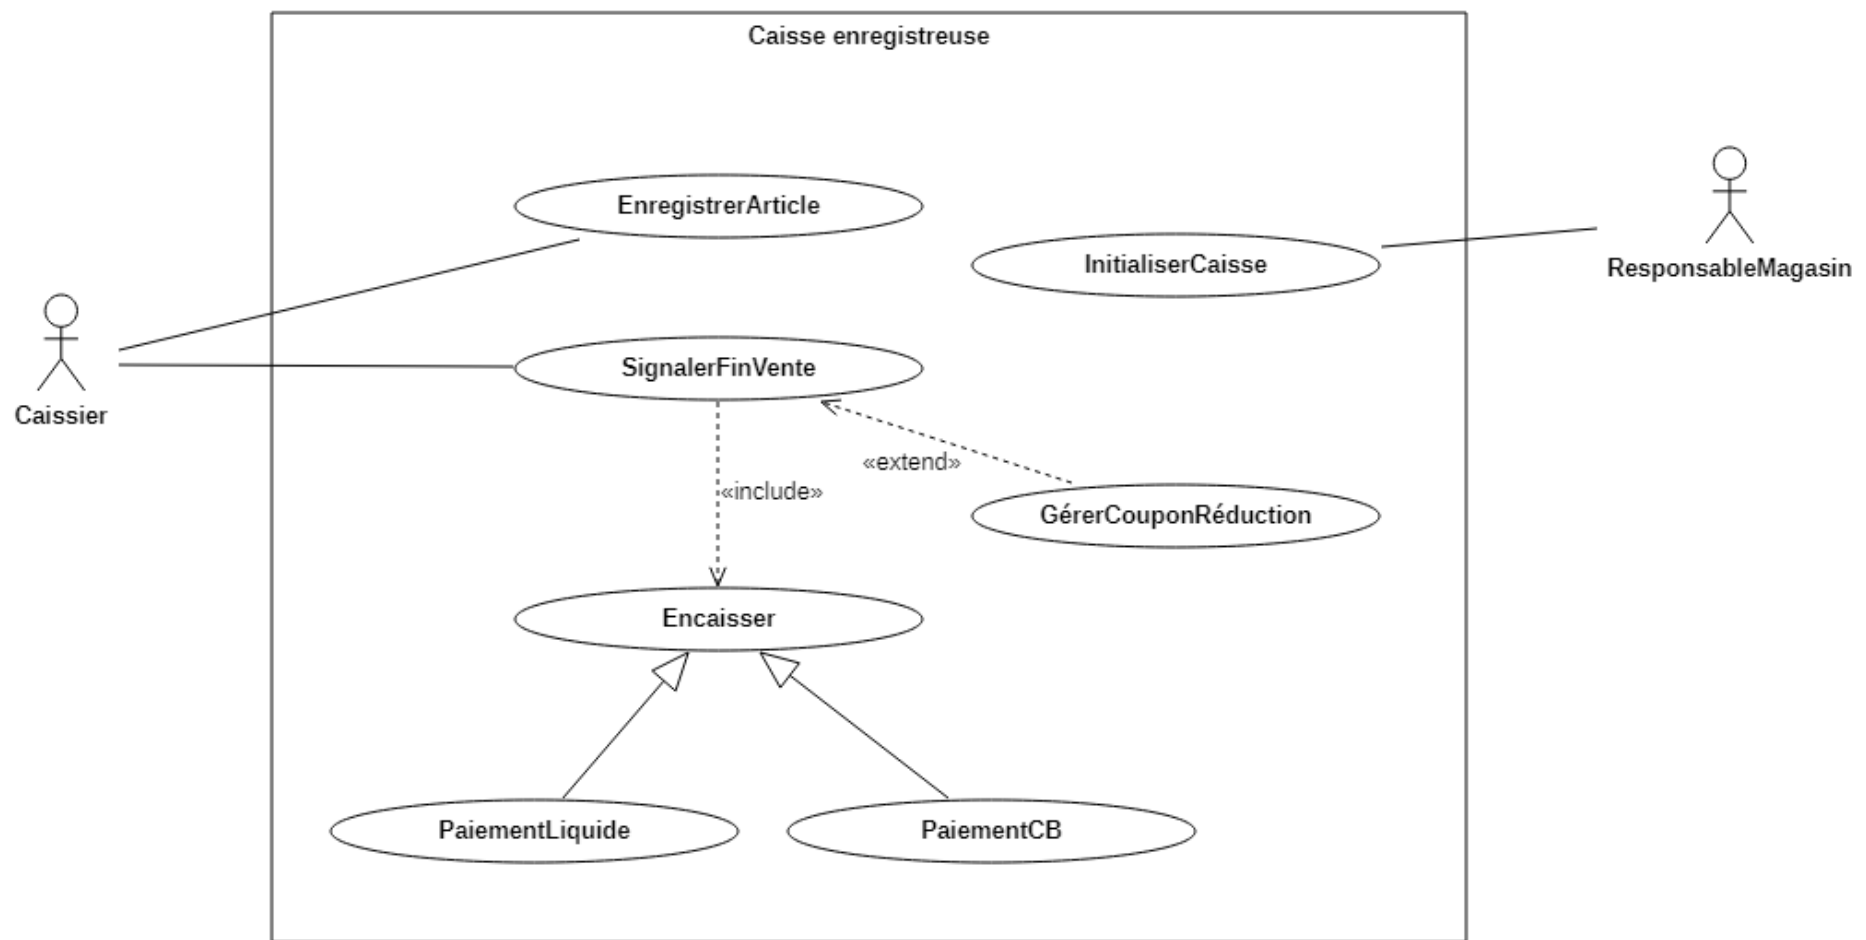 Caisse enregistreuse
EnregistrerArticle
InitialiserCaisse
ResponsableMagasin
SignalerFinVente
Caissier
«extend»
«include»
GérerCouponRéduction
Encaisser
PaiementLiquide
PaiementCB